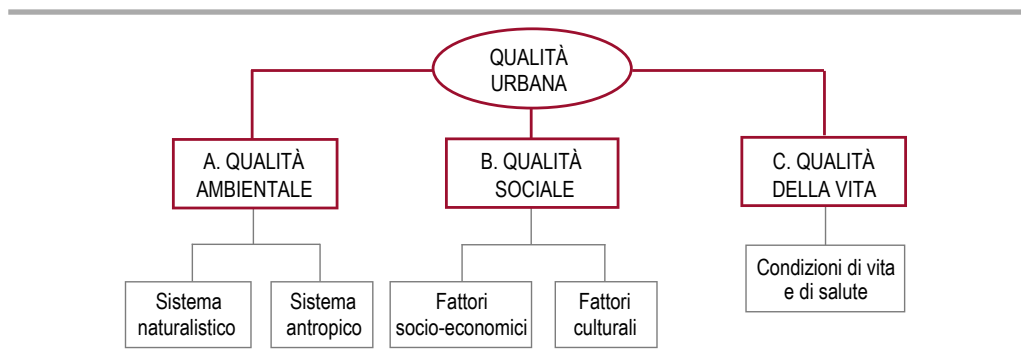 QUALITÀ
URBANA
A. QUALITÀ
AMBIENTALE
B. QUALITÀ
SOCIALE
C. QUALITÀ
DELLA VITA
Sistema
naturalistico
Sistema
antropico
Fattori
socio-economici
Fattori
culturali
Condizioni di vita
e di salute